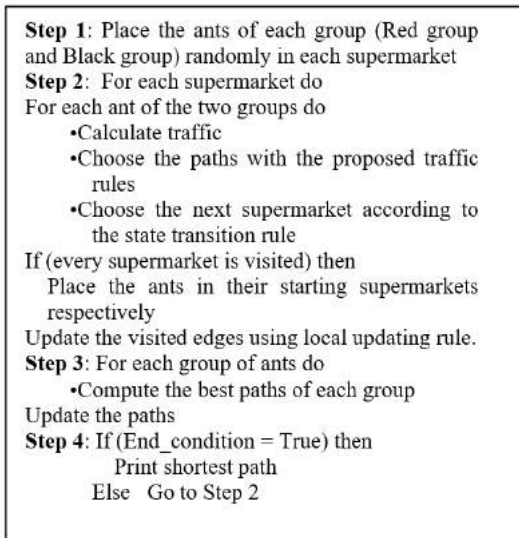 Step 1: Place the ants of each group (Red group
and Black group) randomly in each supermarket
Step 2: For each supermarket do
For each ant of the two groups do
•Calculate traffic
•Choose the paths with the proposed traffic
rules
•Choose the next supermarket according to
the state transition rule
If (every supermarket is visited) then
Place the ants in their starting supermarkets
respectively
Update the visited edges using local updating rule.
Step 3: For each group of ants do
•Compute the best paths of each group
Update the paths
Step 4: If (End_condition = True) then
Print shortest path
Else Go to Step 2